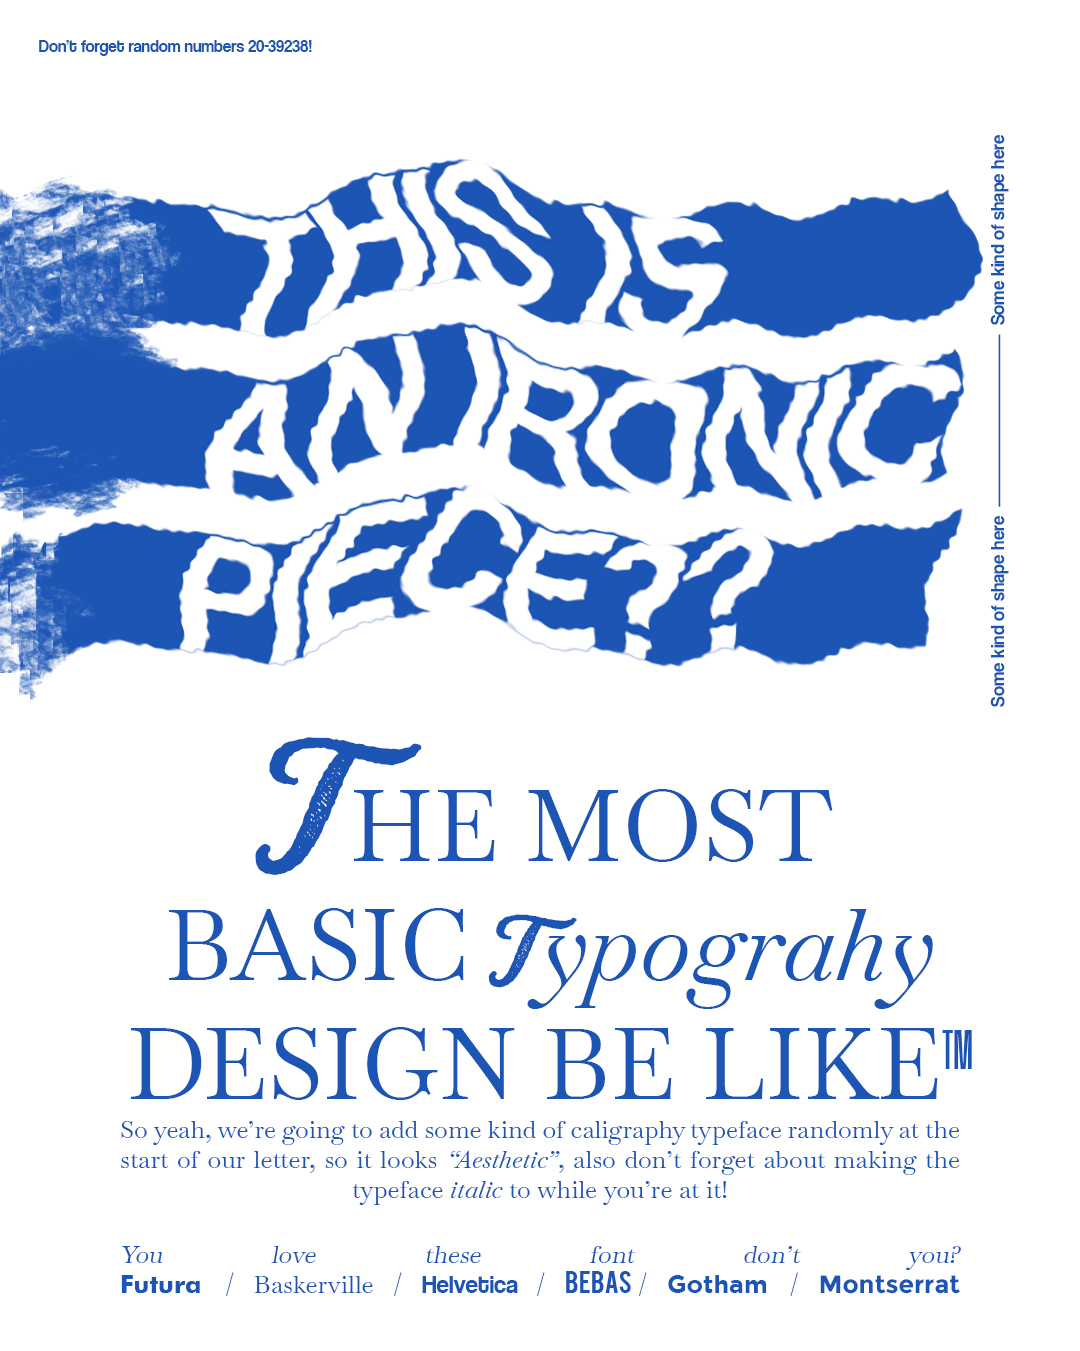 Don't forget random numbers 20-39238!
Some kind of shape here
Some kind of shape here
THIS IS
AN IRONIC
PIECE??
THE MOST
BASIC Typograhy
DESIGN BE LIKE™
So yeah, we're going to add some kind of caligraphy typeface randomly at the
start of our letter, so it looks “Aesthetic”, also don't forget about making the
typeface italic to while you're at it!
You love these font don't you?
Futura / Baskerville / Helvetica / BEBAS / Gotham / Montserrat